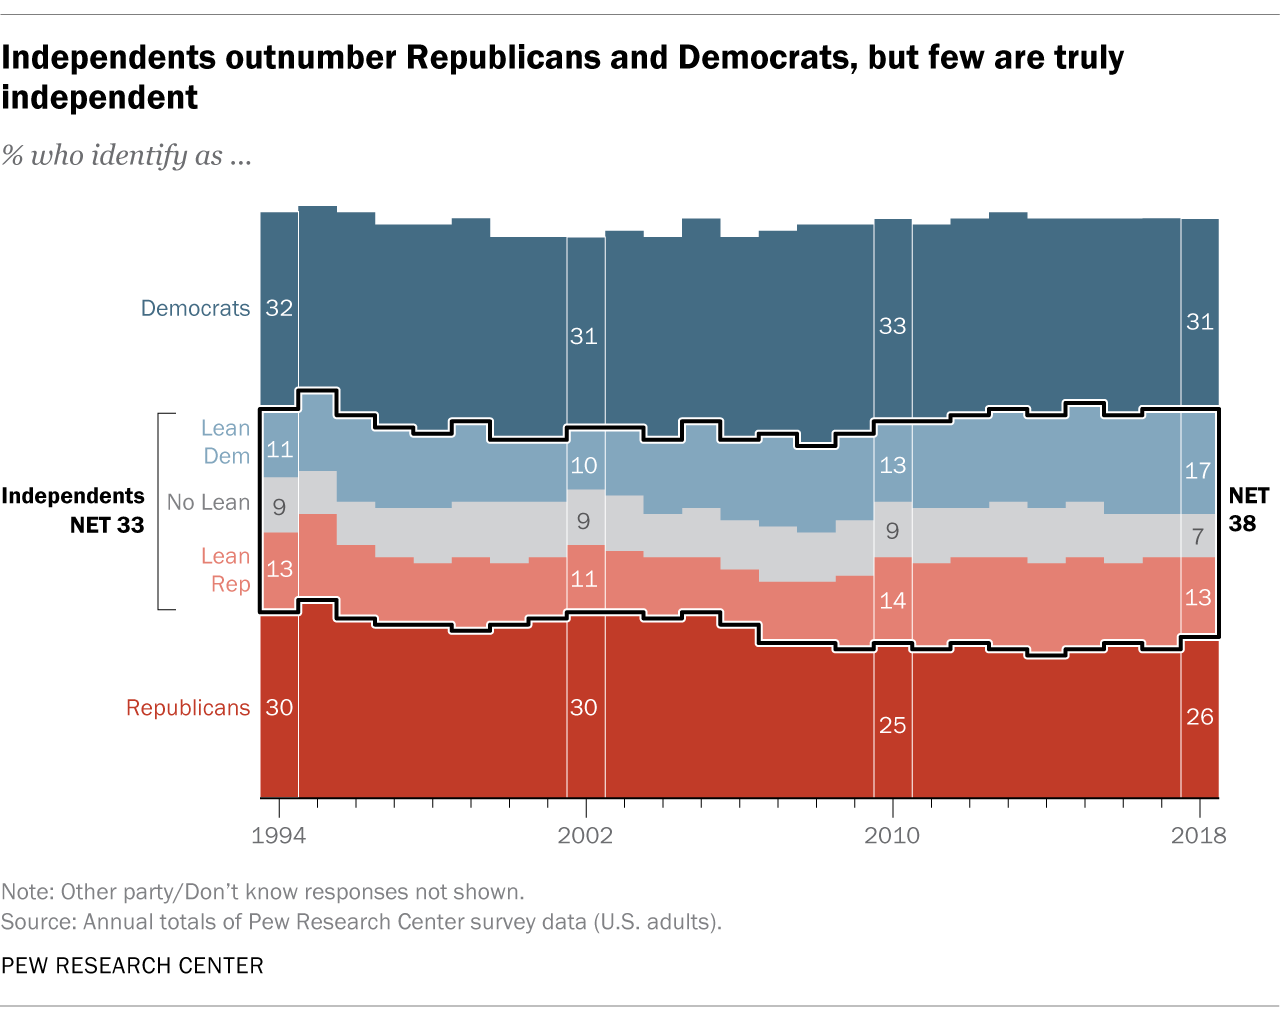 Independents outnumber Republicans and Democrats, but few are truly
independent
% who identify as ...
Democrats
32
31
33
31
Lean
Dem
11
10
13
17
Independents
NET 33
No Lean
9
9
9
7
NET
38
Lean
Rep
13
11
14
13
Republicans
30
30
25
26
1994
2002
2010
2018
Note: Other party/Don’t know responses not shown.
Source: Annual totals of Pew Research Center survey data (U.S. adults).
PEW RESEARCH CENTER